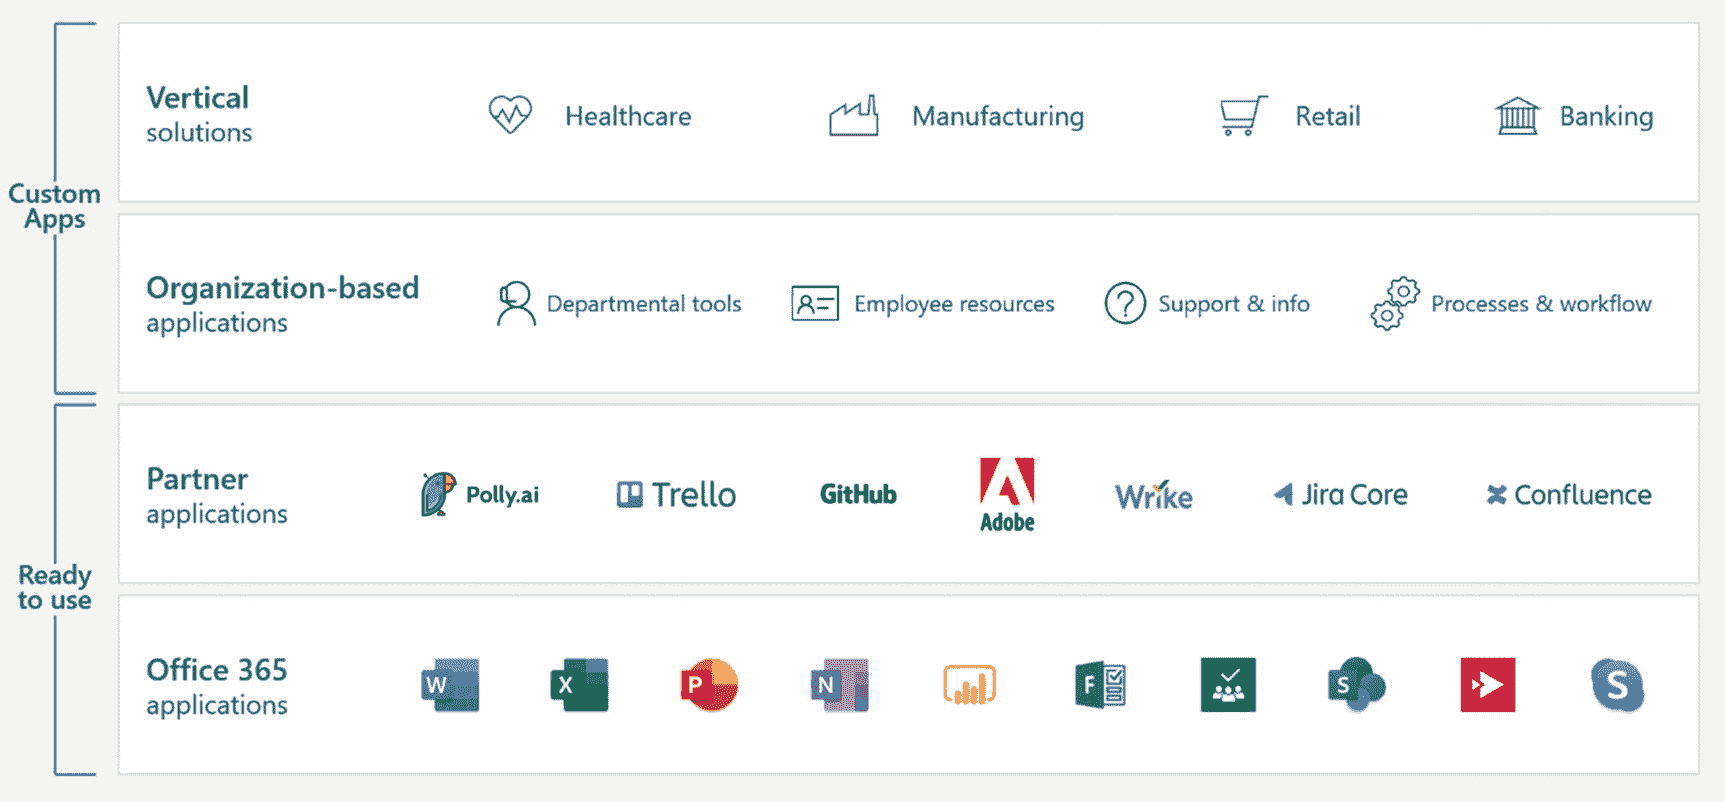 Custom
Apps
Vertical
solutions
Healthcare
Manufacturing
Retail
Banking
Organization-based
applications
Departmental tools
Employee resources
Support & info
Processes & workflow
Ready
to use
Partner
applications
Polly.ai
Trello
GitHub
Adobe
Wrike
Jira Core
Confluence
Office 365
applications
W
X
P
N
F
S
S